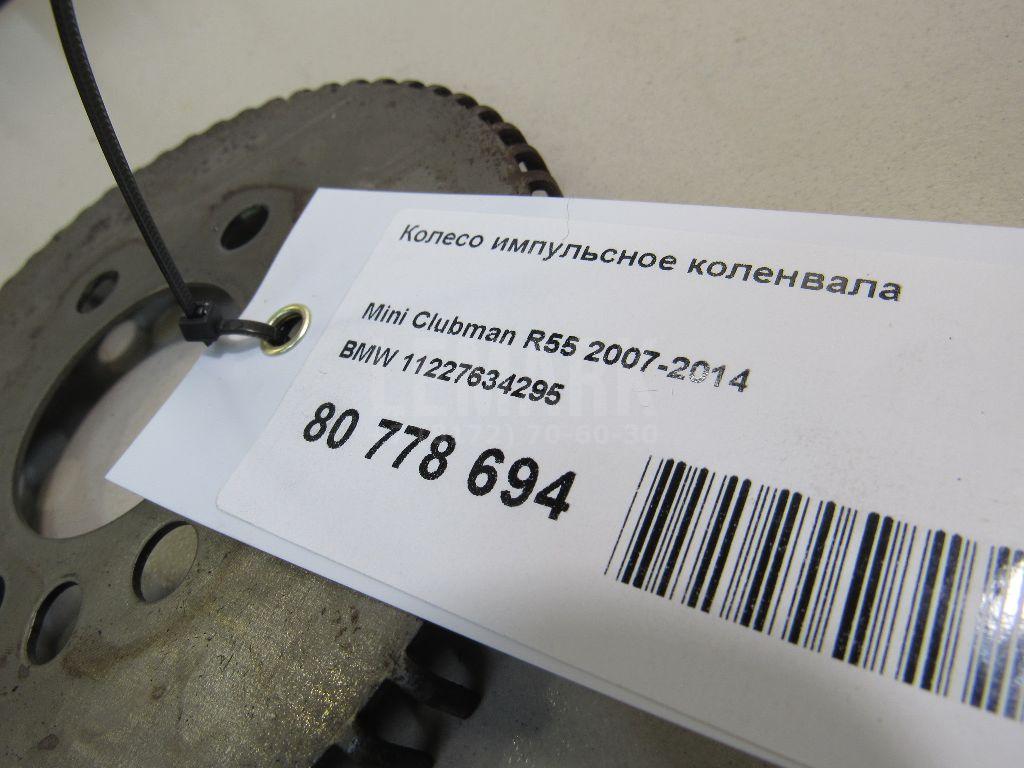 Колесо импульсное коленвала
Mini Clubman R55 2007-2014
BMW 11227634295
80 778 694